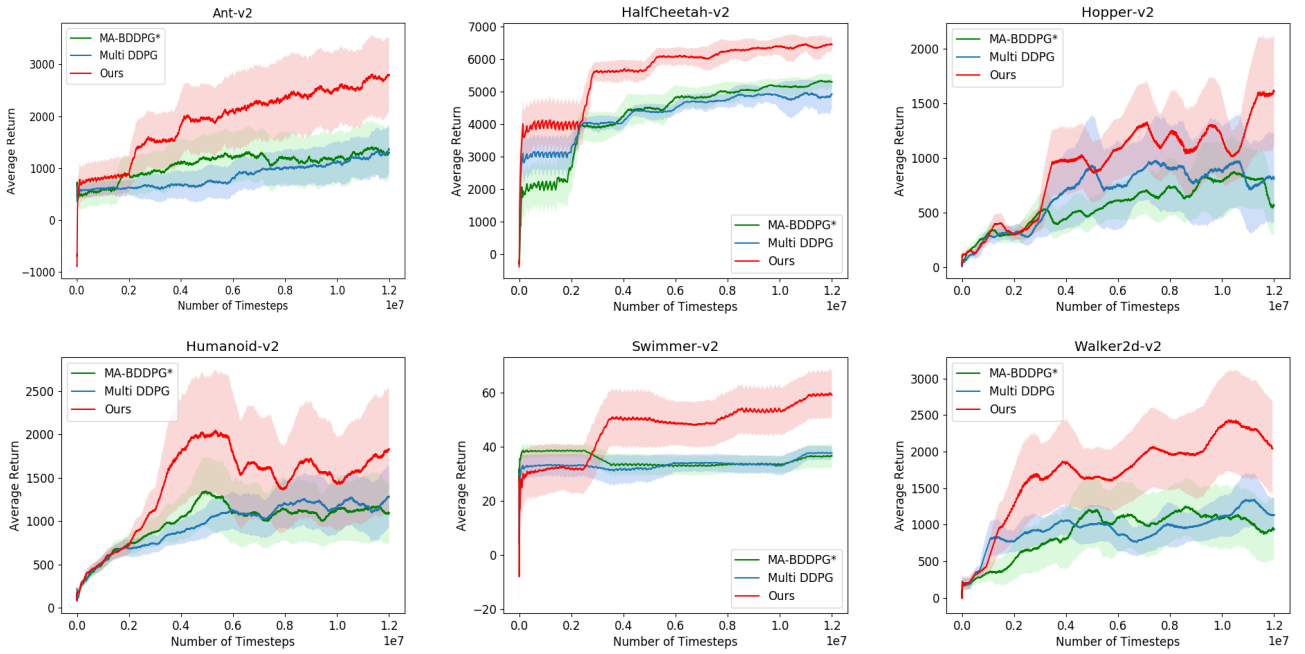 Ant-v2
MA-BDDPG*
Multi DDPG
Ours
Average Return
3000
2000
1000
0
−1000
0.0 0.2 0.4 0.6 0.8 1.0 1.2
Number of Timesteps
1e7
HalfCheetah-v2
Average Return
7000
6000
5000
4000
3000
2000
1000
0
MA-BDDPG*
Multi DDPG
Ours
0.0 0.2 0.4 0.6 0.8 1.0 1.2
Number of Timesteps
1e7
Hopper-v2
MA-BDDPG*
Multi DDPG
Ours
Average Return
2000
1500
1000
500
0
0.0 0.2 0.4 0.6 0.8 1.0 1.2
Number of Timesteps
1e7
Humanoid-v2
MA-BDDPG*
Multi DDPG
Ours
Average Return
2500
2000
1500
1000
500
0
0.0 0.2 0.4 0.6 0.8 1.0 1.2
Number of Timesteps
1e7
Swimmer-v2
Average Return
60
40
20
0
−20
MA-BDDPG*
Multi DDPG
Ours
0.0 0.2 0.4 0.6 0.8 1.0 1.2
Number of Timesteps
1e7
Walker2d-v2
MA-BDDPG*
Multi DDPG
Ours
Average Return
3000
2500
2000
1500
1000
500
0
0.0 0.2 0.4 0.6 0.8 1.0 1.2
Number of Timesteps
1e7